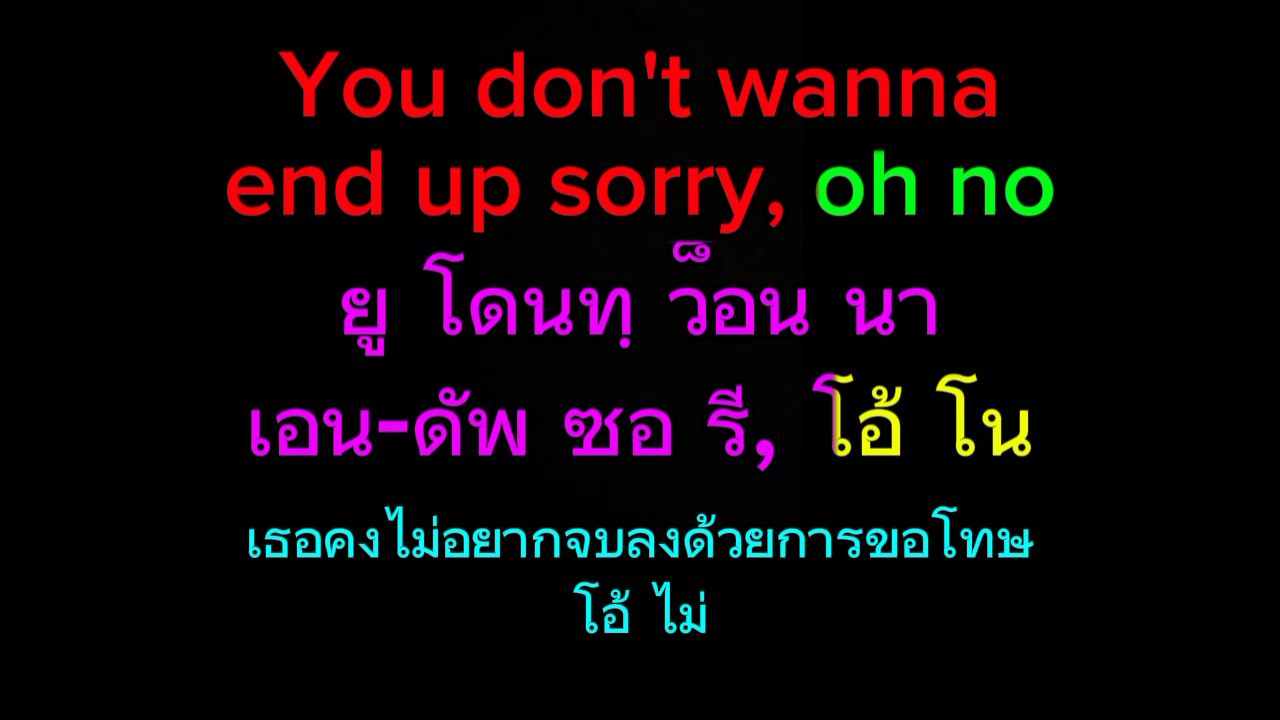 You don't wanna
end up sorry, oh no
ยู โดนทฺ ว็อน นา
เอน-ดัพ ซอ รี, โอ้ โน
เธอคงไม่อยากจบลงด้วยการขอโทษ
โอ้ ไม่